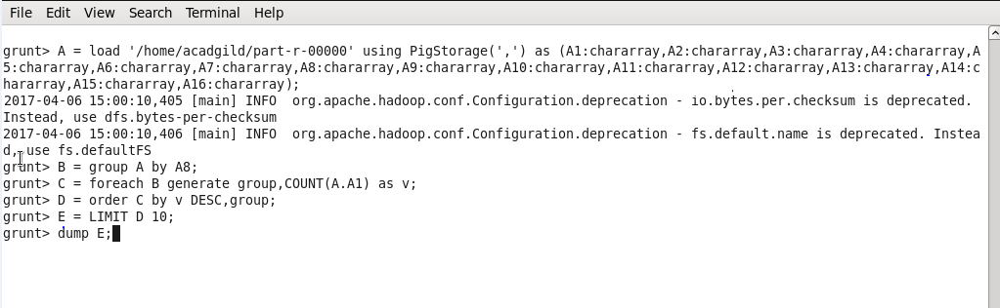 File Edit View Search Terminal Help
grunt> A = load '/home/acadgild/part-r-00000' using PigStorage(',') as (A1:chararray,A2:chararray,A3:chararray,A4:chararray,A
5:chararray,A6:chararray,A7:chararray,A8:chararray,A9:chararray,A10:chararray,A11:chararray,A12:chararray,A13:chararray,A14:c
hararray,A15:chararray,A16:chararray);
2017-04-06 15:00:10,405 [main] INFO  org.apache.hadoop.conf.Configuration.deprecation - io.bytes.per.checksum is deprecated.
Instead, use dfs.bytes-per-checksum
2017-04-06 15:00:10,406 [main] INFO  org.apache.hadoop.conf.Configuration.deprecation - fs.default.name is deprecated. Instea
d, use fs.defaultFS
grunt> B = group A by A8;
grunt> C = foreach B generate group,COUNT(A.A1) as v;
grunt> D = order C by v DESC,group;
grunt> E = LIMIT D 10;
grunt> dump E;